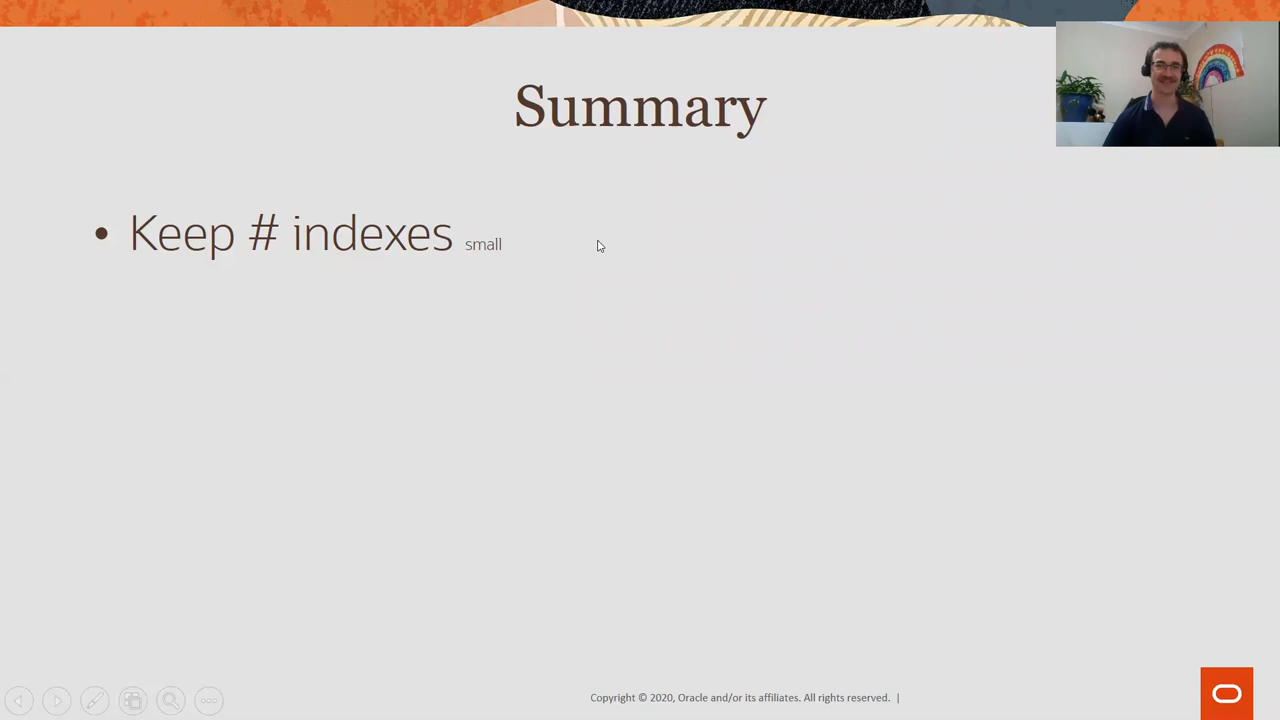 Summary
• Keep # indexes small
Copyright © 2020, Oracle and/or its affiliates. All rights reserved. |